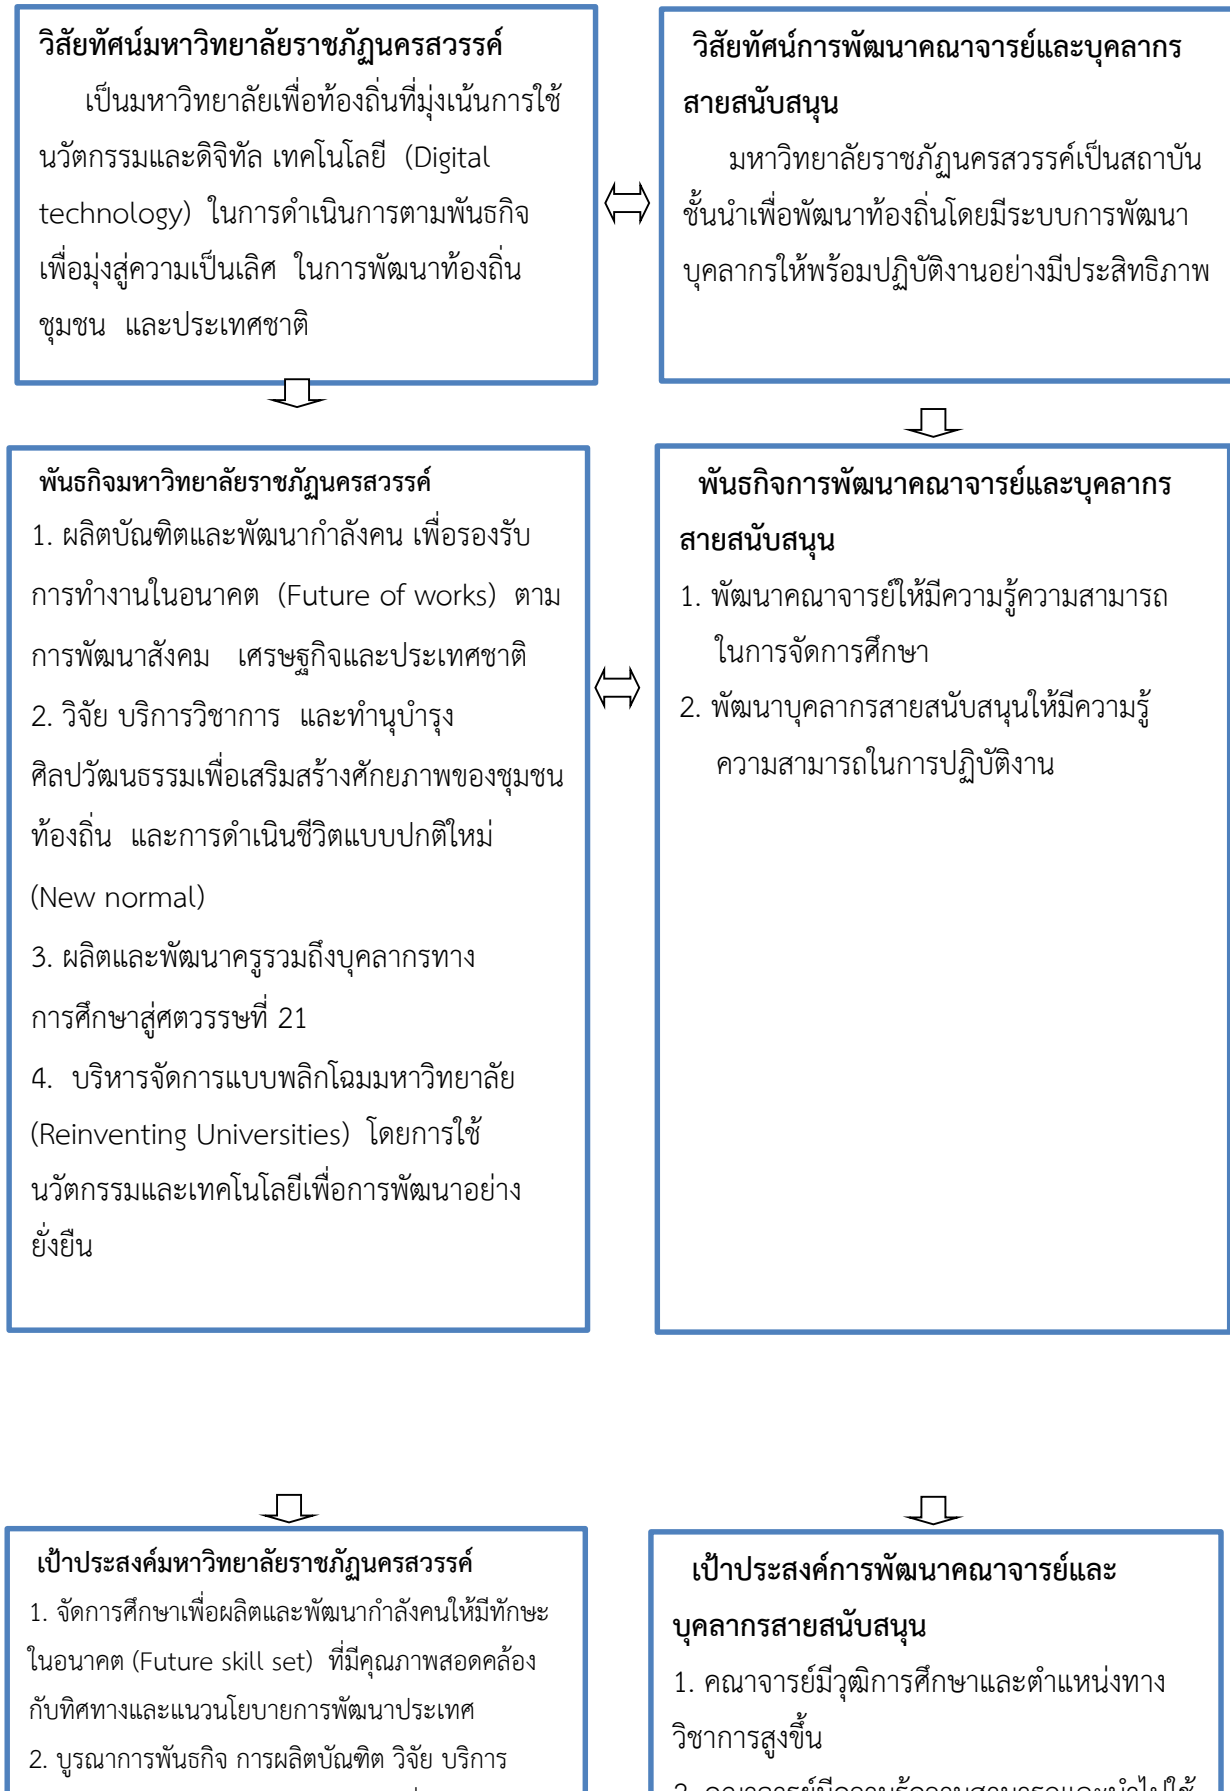 วิสัยทัศน์มหาวิทยาลัยราชภัฏนครสวรรค์
เป็นมหาวิทยาลัยเพื่อท้องถิ่นที่มุ่งเน้นการใช้
นวัตกรรมและดิจิทัล เทคโนโลยี (Digital
technology) ในการดำเนินการตามพันธกิจ
เพื่อมุ่งสู่ความเป็นเลิศ ในการพัฒนาท้องถิ่น
ชุมชน และประเทศชาติ
วิสัยทัศน์การพัฒนาคณาจารย์และบุคลากร
สายสนับสนุน
มหาวิทยาลัยราชภัฏนครสวรรค์เป็นสถาบัน
ชั้นนำเพื่อพัฒนาท้องถิ่นโดยมีระบบการพัฒนา
บุคลากรให้พร้อมปฏิบัติงานอย่างมีประสิทธิภาพ
พันธกิจมหาวิทยาลัยราชภัฏนครสวรรค์
1. ผลิตบัณฑิตและพัฒนากำลังคน เพื่อรองรับ
การทำงานในอนาคต (Future of works) ตาม
การพัฒนาสังคม เศรษฐกิจและประเทศชาติ
2. วิจัย บริการวิชาการ และทำนุบำรุง
ศิลปวัฒนธรรมเพื่อเสริมสร้างศักยภาพของชุมชน
ท้องถิ่น และการดำเนินชีวิตแบบปกติใหม่
(New normal)
3. ผลิตและพัฒนาครูรวมถึงบุคลากรทาง
การศึกษาสู่ศตวรรษที่ 21
4. บริหารจัดการแบบพลิกโฉมมหาวิทยาลัย
(Reinventing Universities) โดยการใช้
นวัตกรรมและเทคโนโลยีเพื่อการพัฒนาอย่าง
ยั่งยืน
พันธกิจการพัฒนาคณาจารย์และบุคลากร
สายสนับสนุน
1. พัฒนาคณาจารย์ให้มีความรู้ความสามารถ
ในการจัดการศึกษา
2. พัฒนาบุคลากรสายสนับสนุนให้มีความรู้
ความสามารถในการปฏิบัติงาน
เป้าประสงค์มหาวิทยาลัยราชภัฏนครสวรรค์
1. จัดการศึกษาเพื่อผลิตและพัฒนากำลังคนให้มีทักษะ
ในอนาคต (Future skill set) ที่มีคุณภาพสอดคล้อง
กับทิศทางและแนวนโยบายการพัฒนาประเทศ
2. บูรณาการพันธกิจ การผลิตบัณฑิต วิจัย บริการ
เป้าประสงค์การพัฒนาคณาจารย์และ
บุคลากรสายสนับสนุน
1. คณาจารย์มีวุฒิการศึกษาและตำแหน่งทาง
วิชาการสูงขึ้น
2. คณาจารย์มีความรู้ความสามารถและนำไปใช้